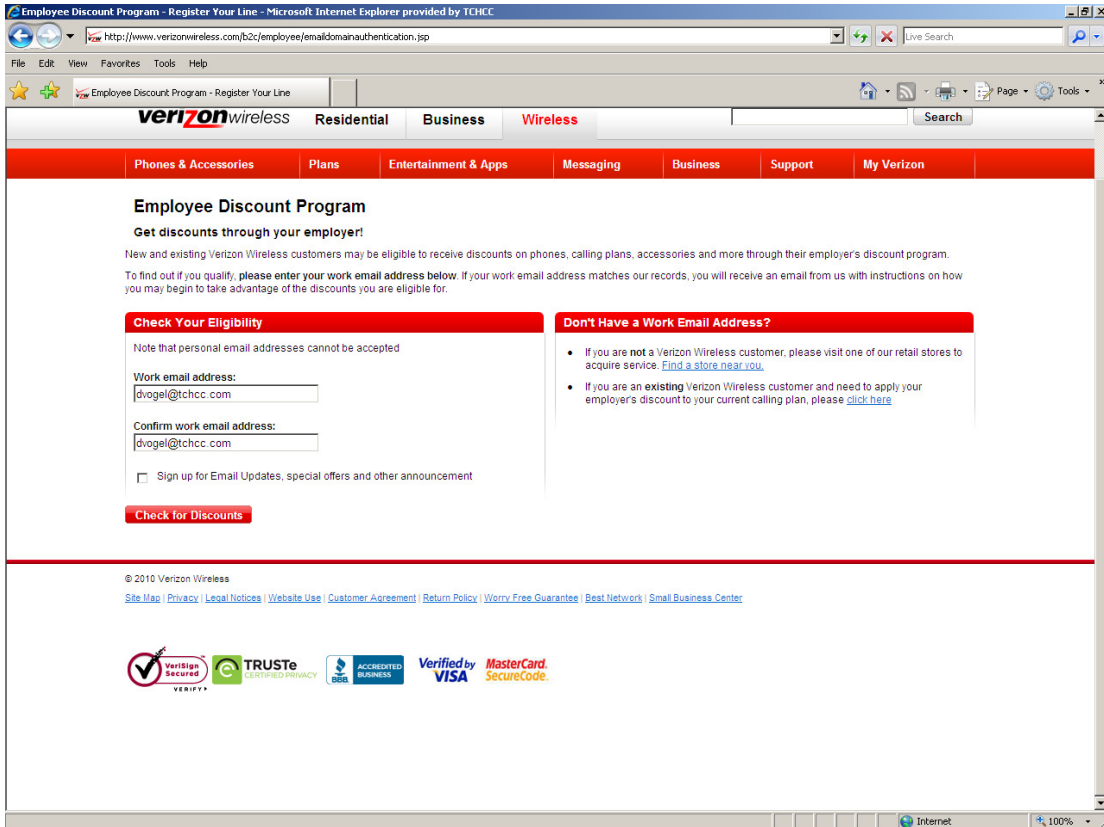 Employee Discount Program - Register Your Line - Microsoft Internet Explorer provided by TCHCC
http://www.verizonwireless.com/b2c/employee/emaildomainauthentication.jsp
Live Search
File Edit View Favorites Tools Help
Employee Discount Program - Register Your Line
Page Tools
verizonwireless Residential Business Wireless Search
Phones & Accessories Plans Entertainment & Apps Messaging Business Support My Verizon
Employee Discount Program
Get discounts through your employer!
New and existing Verizon Wireless customers may be eligible to receive discounts on phones, calling plans, accessories and more through their employer's discount program.
To find out if you qualify, please enter your work email address below. If your work email address matches our records, you will receive an email from us with instructions on how
you may begin to take advantage of the discounts you are eligible for.
Check Your Eligibility
Note that personal email addresses cannot be accepted
Work email address:
dvogel@tchcc.com
Confirm work email address:
dvogel@tchcc.com
Sign up for Email Updates, special offers and other announcement
Check for Discounts
Don't Have a Work Email Address?
• If you are not a Verizon Wireless customer, please visit one of our retail stores to
acquire service. Find a store near you.
• If you are an existing Verizon Wireless customer and need to apply your
employer's discount to your current calling plan, please click here
© 2010 Verizon Wireless
Site Map | Privacy | Legal Notices | Website Use | Customer Agreement | Return Policy | Worry Free Guarantee | Best Network | Small Business Center
VeriSign
Secured
VERIFY
TRUSTe
CERTIFIED PRIVACY
BBB
ACCREDITED
BUSINESS
Verified by
VISA
MasterCard.
SecureCode.
Internet 100%